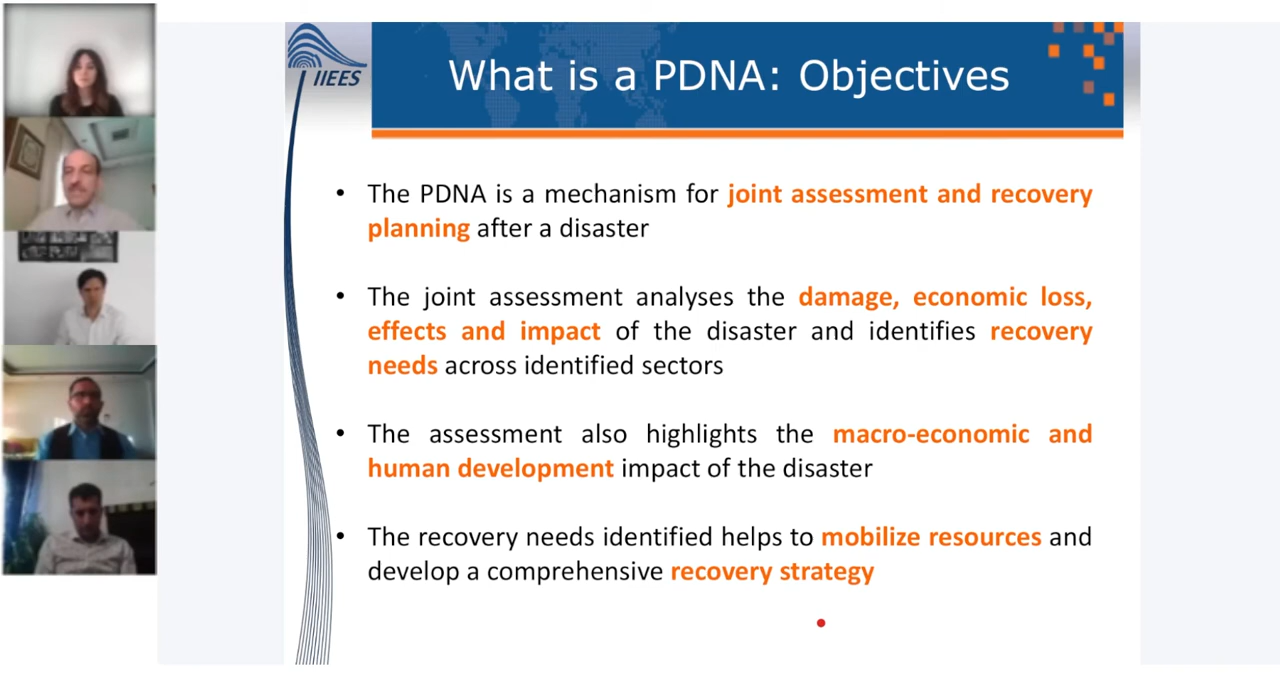 IIEES
What is a PDNA: Objectives
• The PDNA is a mechanism for joint assessment and recovery
planning after a disaster
• The joint assessment analyses the damage, economic loss,
effects and impact of the disaster and identifies recovery
needs across identified sectors
• The assessment also highlights the macro-economic and
human development impact of the disaster
• The recovery needs identified helps to mobilize resources and
develop a comprehensive recovery strategy